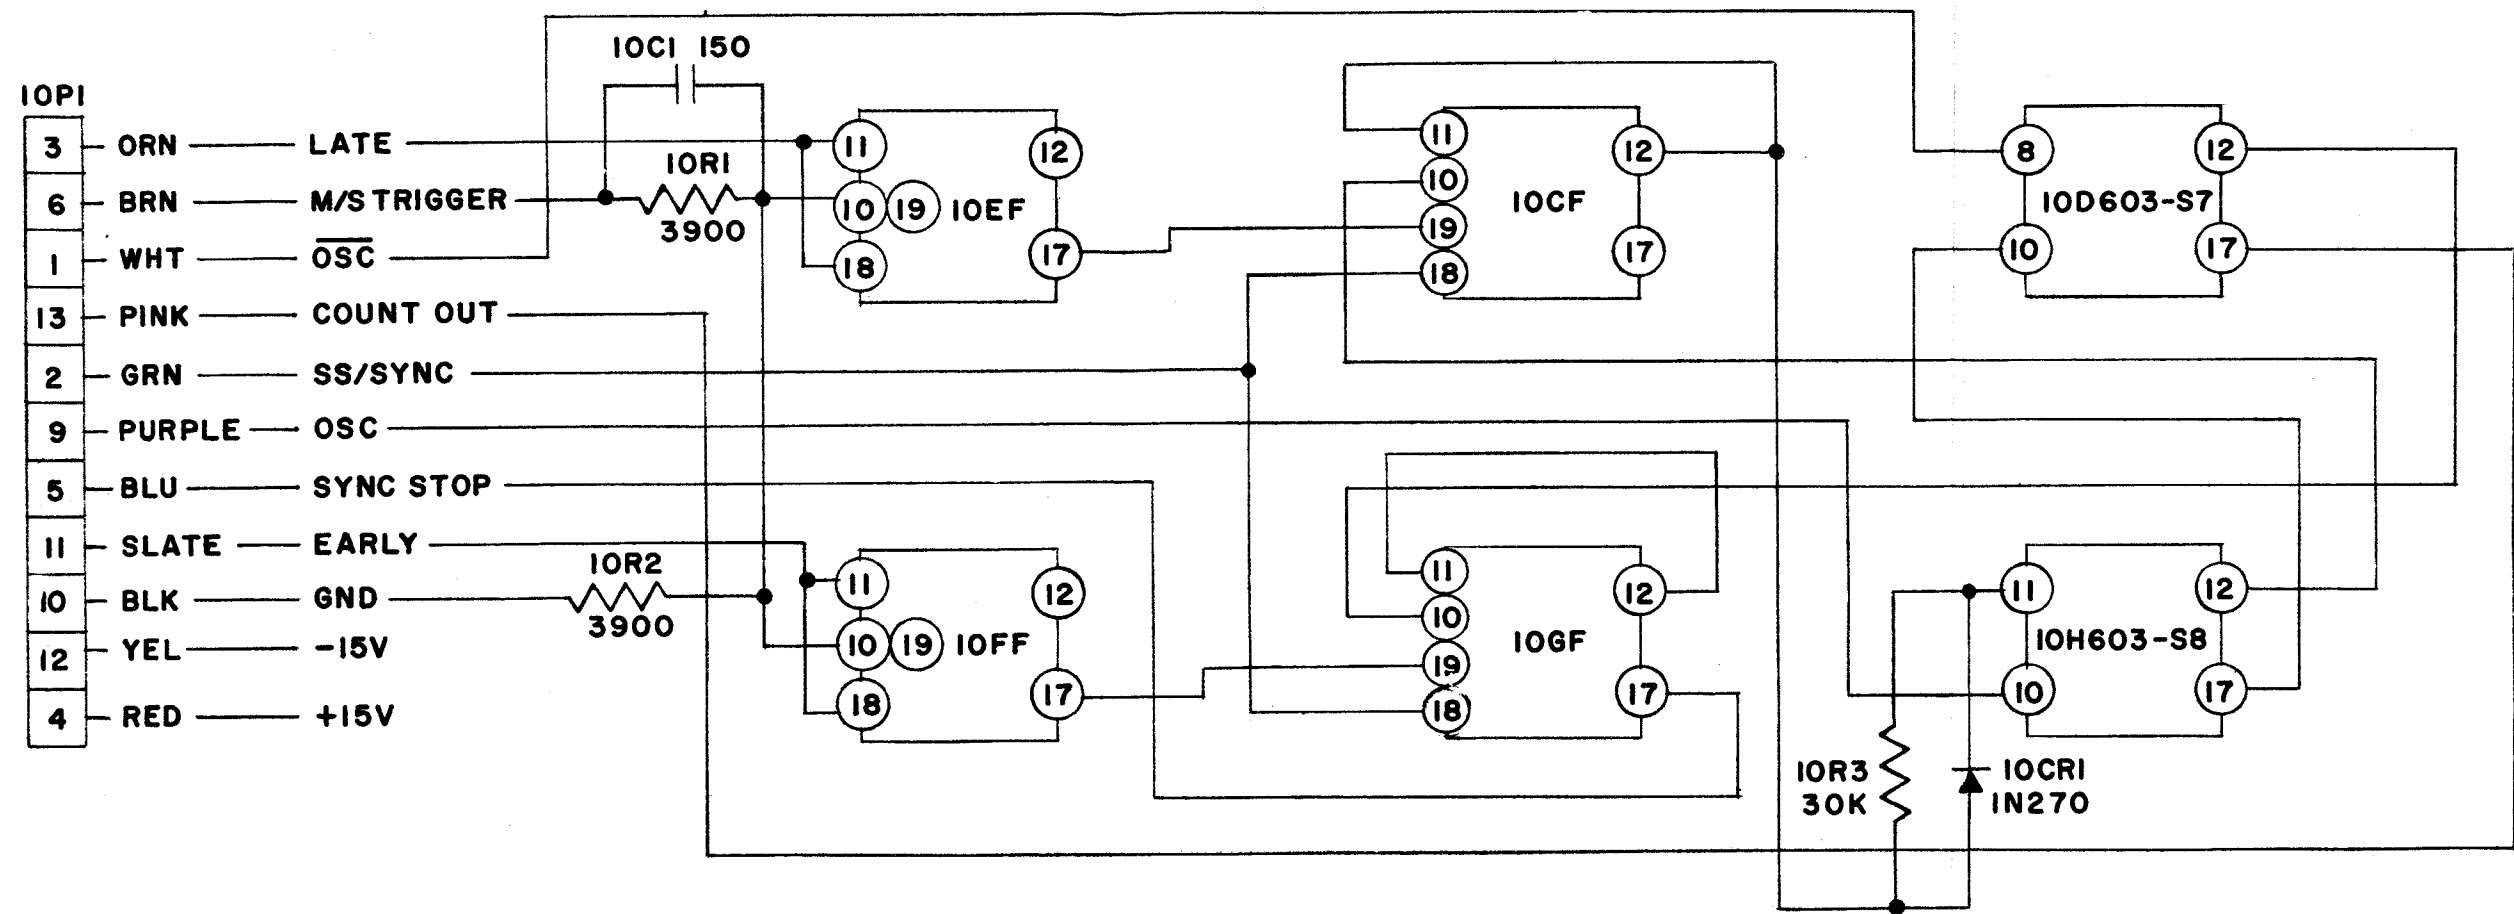 10P1
3 ORN LATE
6 BRN M/S TRIGGER
1 WHT OSC
13 PINK COUNT OUT
2 GRN SS/SYNC
9 PURPLE OSC
5 BLU SYNC STOP
11 SLATE EARLY
10 BLK GND
12 YEL -15V
4 RED +15V
10C1 150
10R1
3900
10R2
3900
11
12
10 19 10EF
18
17
11
12
10
10CF
19
17
18
8
12
10D603-S7
10
17
11
12
10 19 10FF
18
17
11
12
10
10GF
19
17
18
11
12
10H603-S8
10
17
10R3
30K
10CR1
1N270